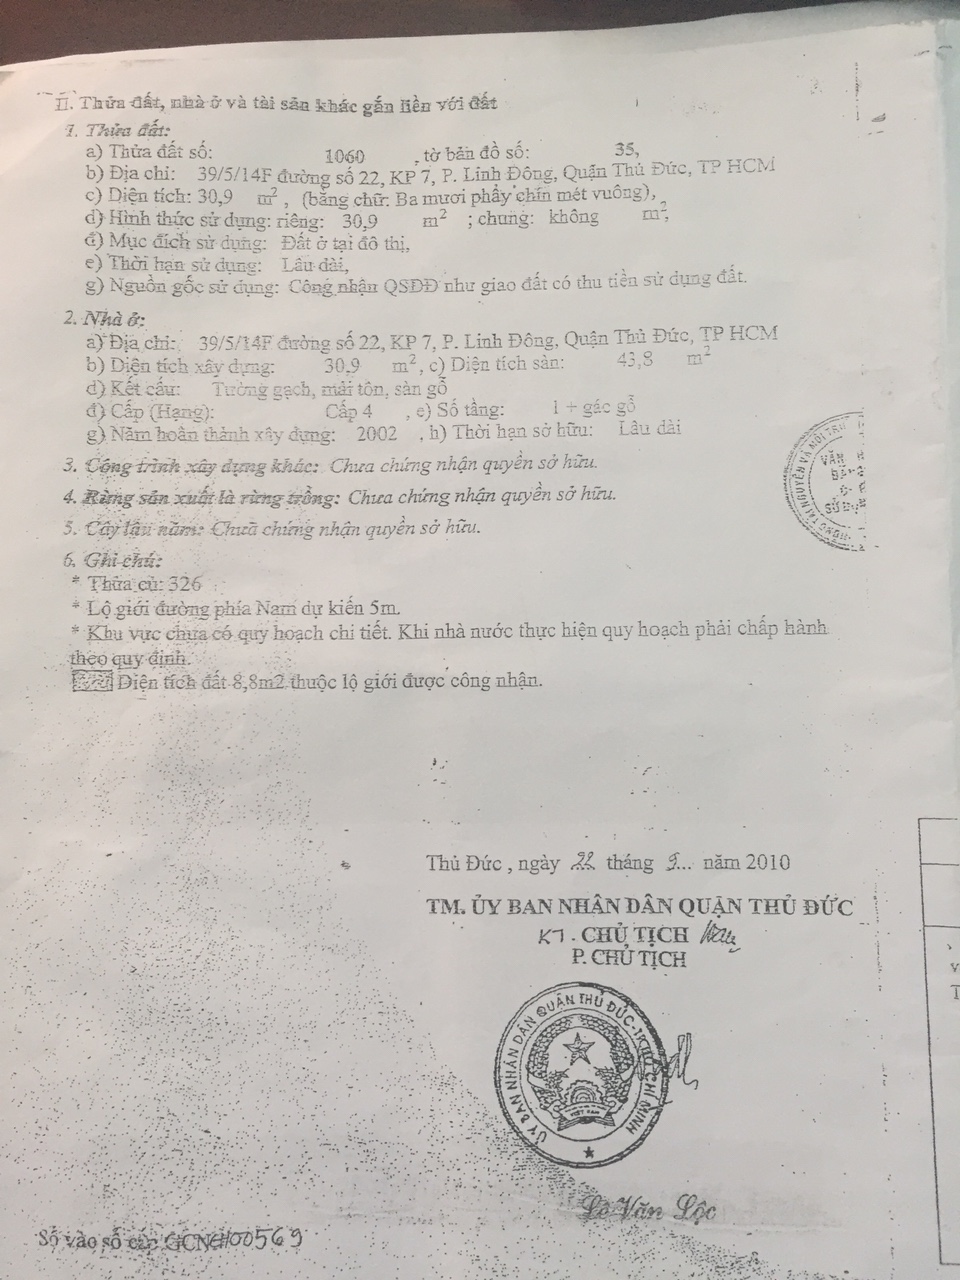 II. Thửa đất, nhà ở và tài sản khác gắn liền với đất
1. Thửa đất:
a) Thửa đất số: 1060 , tờ bản đồ số: 35,
b) Địa chỉ: 39/5/14F đường số 22, KP 7, P. Linh Đông, Quận Thủ Đức, TP HCM
c) Diện tích: 30,9 m², (bằng chữ: Ba mươi phẩy chín mét vuông),
d) Hình thức sử dụng: riêng: 30,9 m² ; chung: không m²,
đ) Mục đích sử dụng: Đất ở tại đô thị,
e) Thời hạn sử dụng: Lâu dài,
g) Nguồn gốc sử dụng: Công nhận QSDĐ như giao đất có thu tiền sử dụng đất.
2. Nhà ở:
a) Địa chỉ: 39/5/14F đường số 22, KP 7, P. Linh Đông, Quận Thủ Đức, TP HCM
b) Diện tích xây dựng: 30,9 m², c) Diện tích sàn: 43,8 m²
d) Kết cấu: Tường gạch, mái tôn, sàn gỗ
đ) Cấp (Hạng): Cấp 4 , e) Số tầng: 1 + gác gỗ
g) Năm hoàn thành xây dựng: 2002 , h) Thời hạn sở hữu: Lâu dài
3. Công trình xây dựng khác: Chưa chứng nhận quyền sở hữu.
4. Rừng sản xuất là rừng trồng: Chưa chứng nhận quyền sở hữu.
5. Cây lâu năm: Chưa chứng nhận quyền sở hữu.
6. Ghi chú:
* Thửa cũ: 326
* Lộ giới đường phía Nam dự kiến 5m.
* Khu vực chưa có quy hoạch chi tiết. Khi nhà nước thực hiện quy hoạch phải chấp hành
theo quy định.
Diện tích đất 8,8m2 thuộc lộ giới được công nhận.
Thủ Đức , ngày 22 tháng 9... năm 2010
TM. ỦY BAN NHÂN DÂN QUẬN THỦ ĐỨC
KT. CHỦ TỊCH
P. CHỦ TỊCH
ỦY BAN NHÂN DÂN QUẬN THỦ ĐỨC-T.P HỒ CHÍ MINH
VIỆT NAM
Lê Văn Lộc
Số vào sổ cấp GCN: 00569